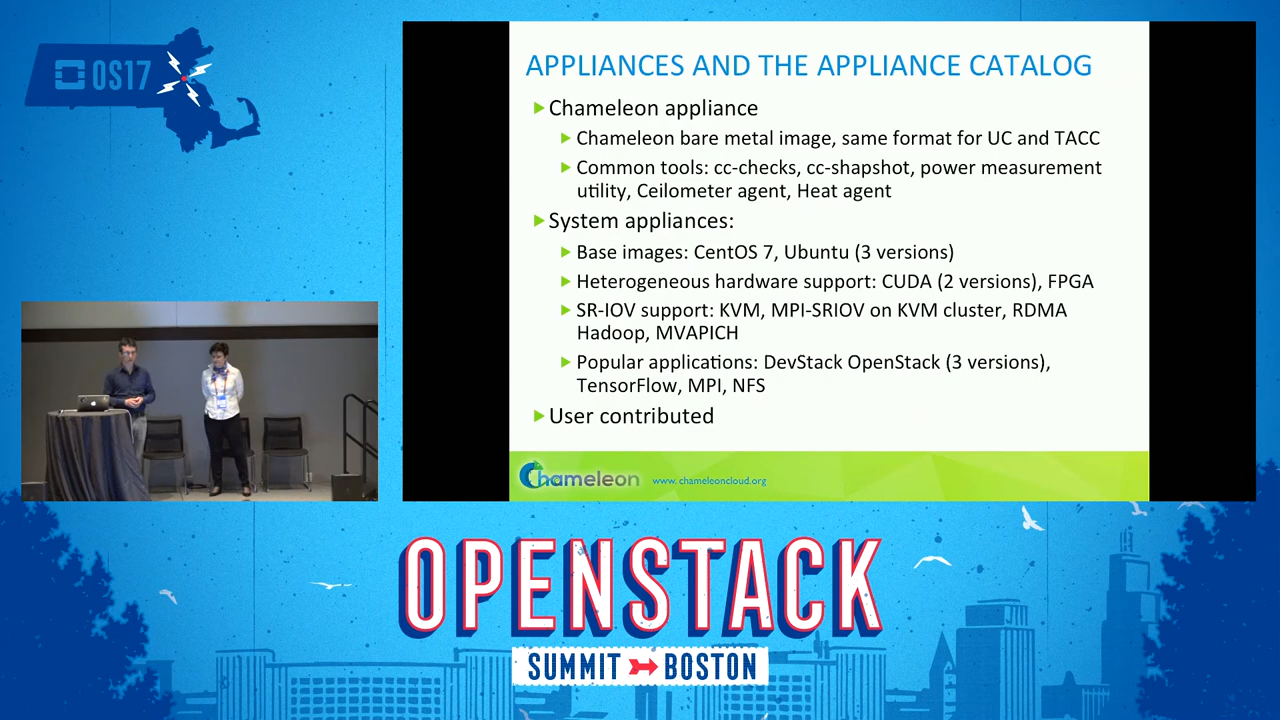 OS17
APPLIANCES AND THE APPLIANCE CATALOG
Chameleon appliance
Chameleon bare metal image, same format for UC and TACC
Common tools: cc-checks, cc-shapshot, power measurement
utility, Ceilometer agent, Heat agent
System appliances:
Base images: CentOS 7, Ubuntu (3 versions)
Heterogeneous hardware support: CUDA (2 versions), FPGA
SR-IOV support: KVM, MPI-SRIOV on KVM cluster, RDMA
Hadoop, MVAPICH
Popular applications: DevStack OpenStack (3 versions),
TensorFlow, MPI, NFS
User contributed
Chameleon www.chameleoncloud.org
OPENSTACK
SUMMIT BOSTON